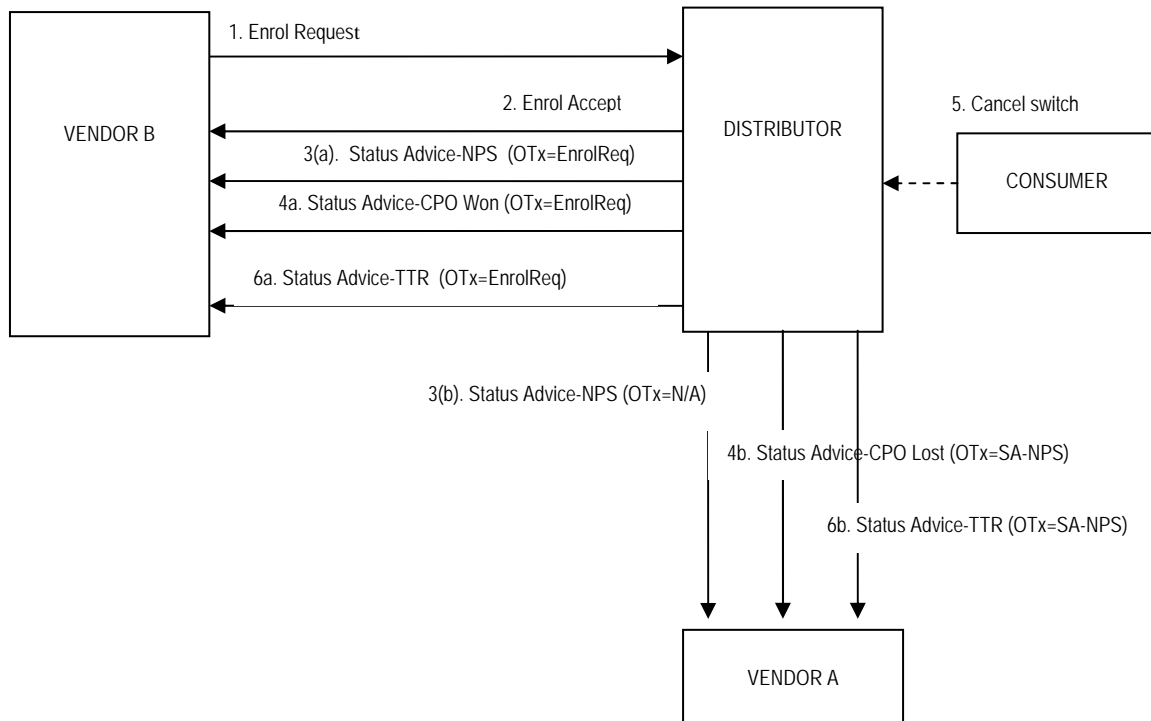 1. Enrol Request
2. Enrol Accept
5. Cancel switch
VENDOR B
DISTRIBUTOR
3(a). Status Advice-NPS (OTx=EnrolReq)
CONSUMER
4a. Status Advice-CPO Won (OTx=EnrolReq)
6a. Status Advice-TTR (OTx=EnrolReq)
3(b). Status Advice-NPS (OTx=N/A)
4b. Status Advice-CPO Lost (OTx=SA-NPS)
6b. Status Advice-TTR (OTx=SA-NPS)
VENDOR A